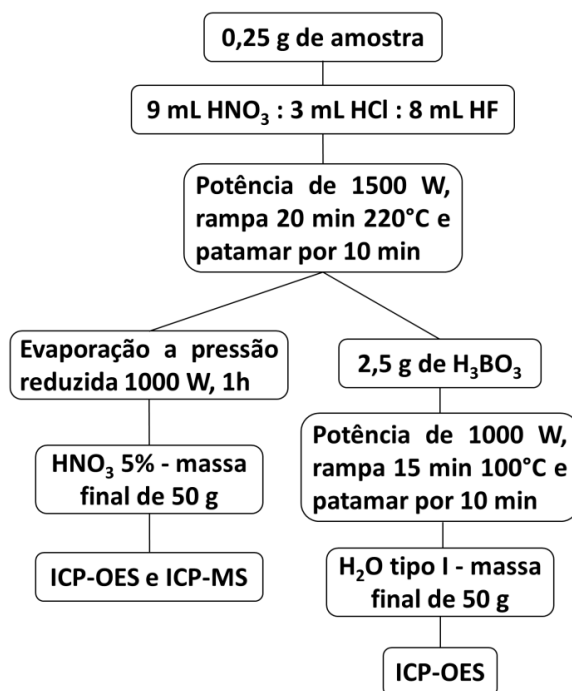 0,25 g de amostra
9 mL HNO₃ : 3 mL HCl : 8 mL HF
Potência de 1500 W,
rampa 20 min 220°C e
patamar por 10 min
Evaporação a pressão
reduzida 1000 W, 1h
HNO₃ 5% - massa
final de 50 g
ICP-OES e ICP-MS
2,5 g de H₃BO₃
Potência de 1000 W,
rampa 15 min 100°C e
patamar por 10 min
H₂O tipo I - massa
final de 50 g
ICP-OES